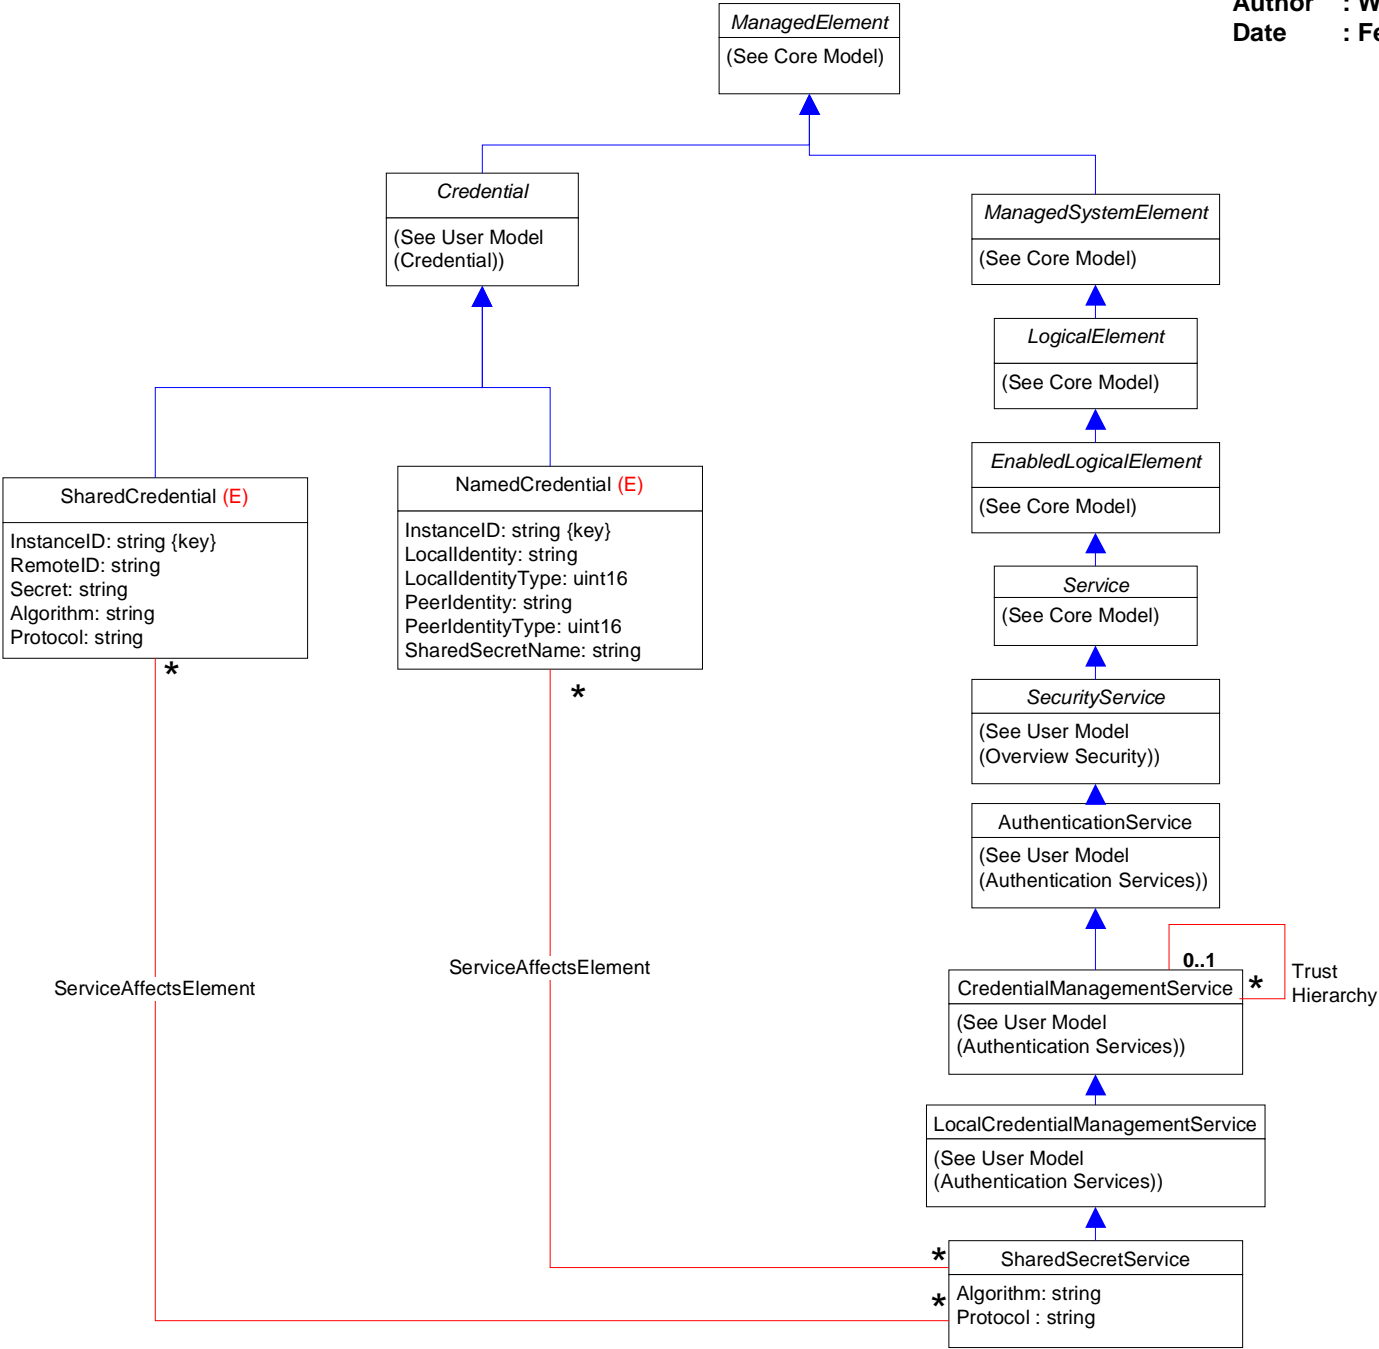 Author : W
Date : Fe
ManagedElement
(See Core Model)
Credential
(See User Model
(Credential))
ManagedSystemElement
(See Core Model)
LogicalElement
(See Core Model)
EnabledLogicalElement
(See Core Model)
SharedCredential (E)
InstanceID: string {key}
RemoteID: string
Secret: string
Algorithm: string
Protocol: string
*
NamedCredential (E)
InstanceID: string {key}
LocalIdentity: string
LocalIdentityType: uint16
PeerIdentity: string
PeerIdentityType: uint16
SharedSecretName: string
*
Service
(See Core Model)
SecurityService
(See User Model
(Overview Security))
AuthenticationService
(See User Model
(Authentication Services))
ServiceAffectsElement
ServiceAffectsElement
0..1
*
Trust
Hierarchy
CredentialManagementService
(See User Model
(Authentication Services))
LocalCredentialManagementService
(See User Model
(Authentication Services))
*
*
SharedSecretService
Algorithm: string
Protocol : string